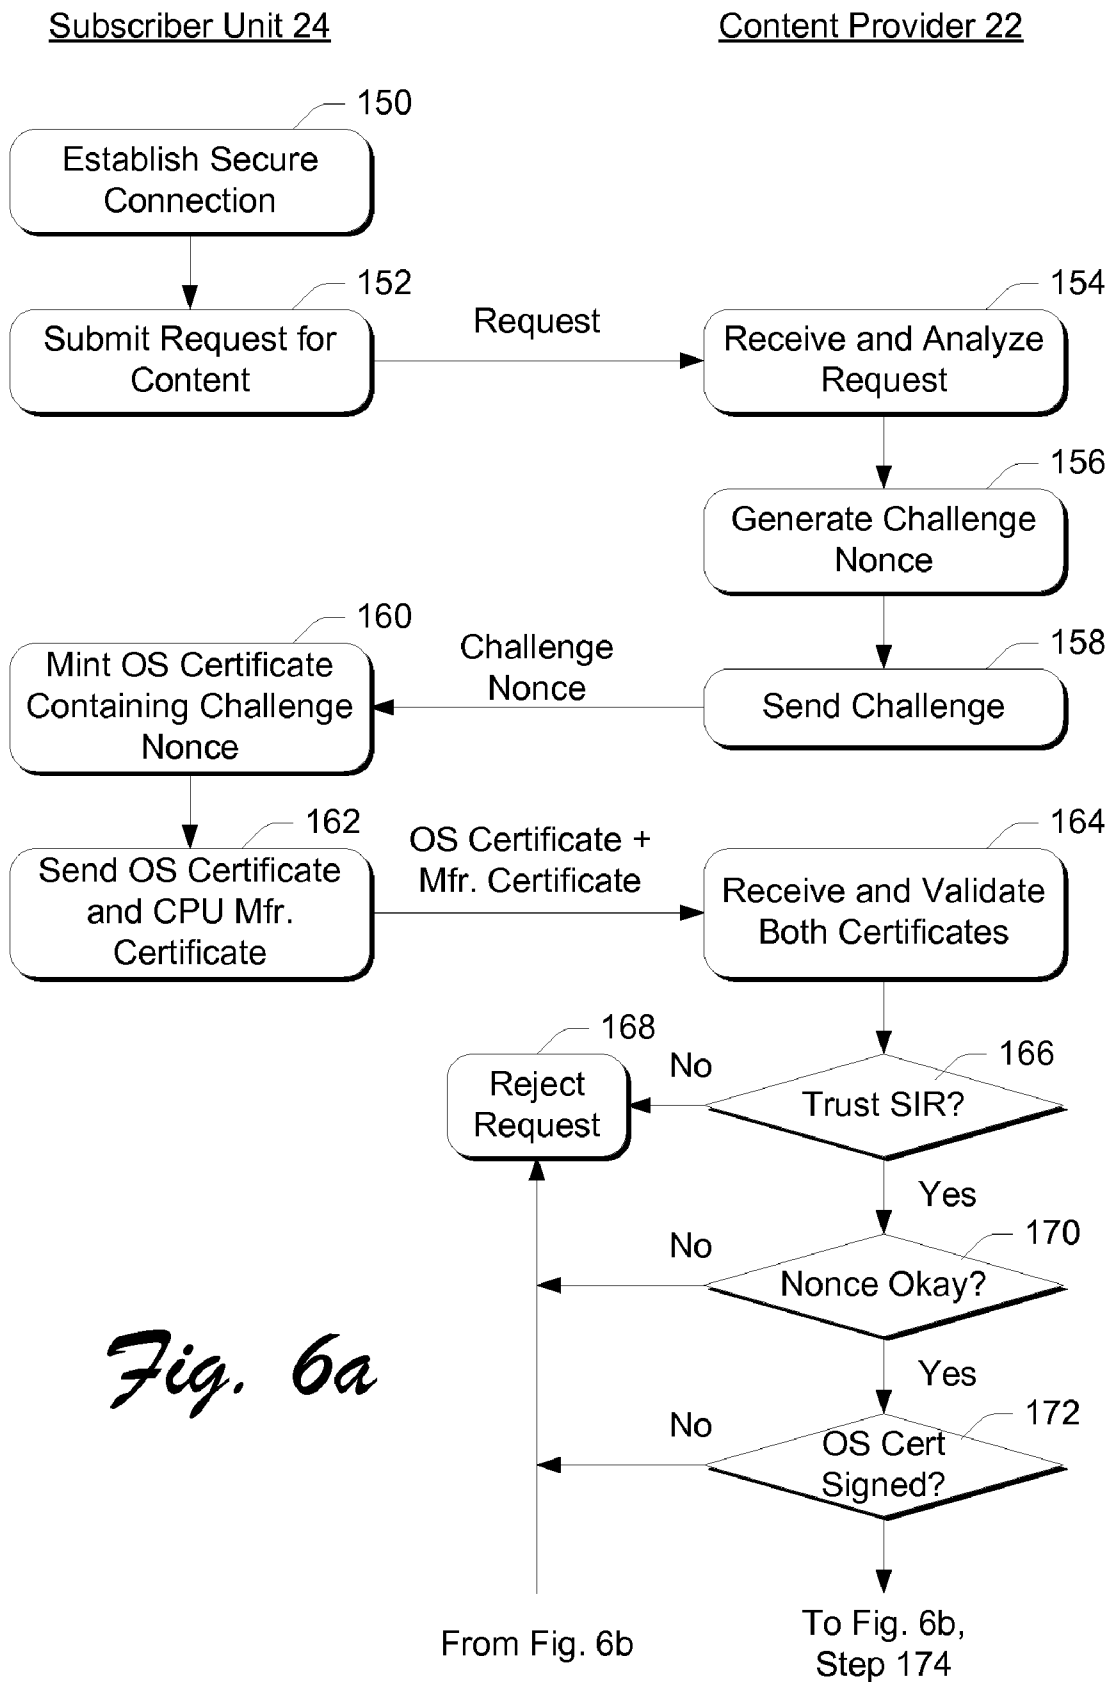 Subscriber Unit 24
Content Provider 22
150
Establish Secure
Connection
152
Submit Request for
Content
Request
154
Receive and Analyze
Request
156
Generate Challenge
Nonce
158
Send Challenge
Challenge
Nonce
160
Mint OS Certificate
Containing Challenge
Nonce
162
Send OS Certificate
and CPU Mfr.
Certificate
OS Certificate +
Mfr. Certificate
164
Receive and Validate
Both Certificates
166
Trust SIR?
No
168
Reject
Request
Yes
170
Nonce Okay?
No
Yes
172
OS Cert
Signed?
No
Fig. 6a
From Fig. 6b
To Fig. 6b,
Step 174